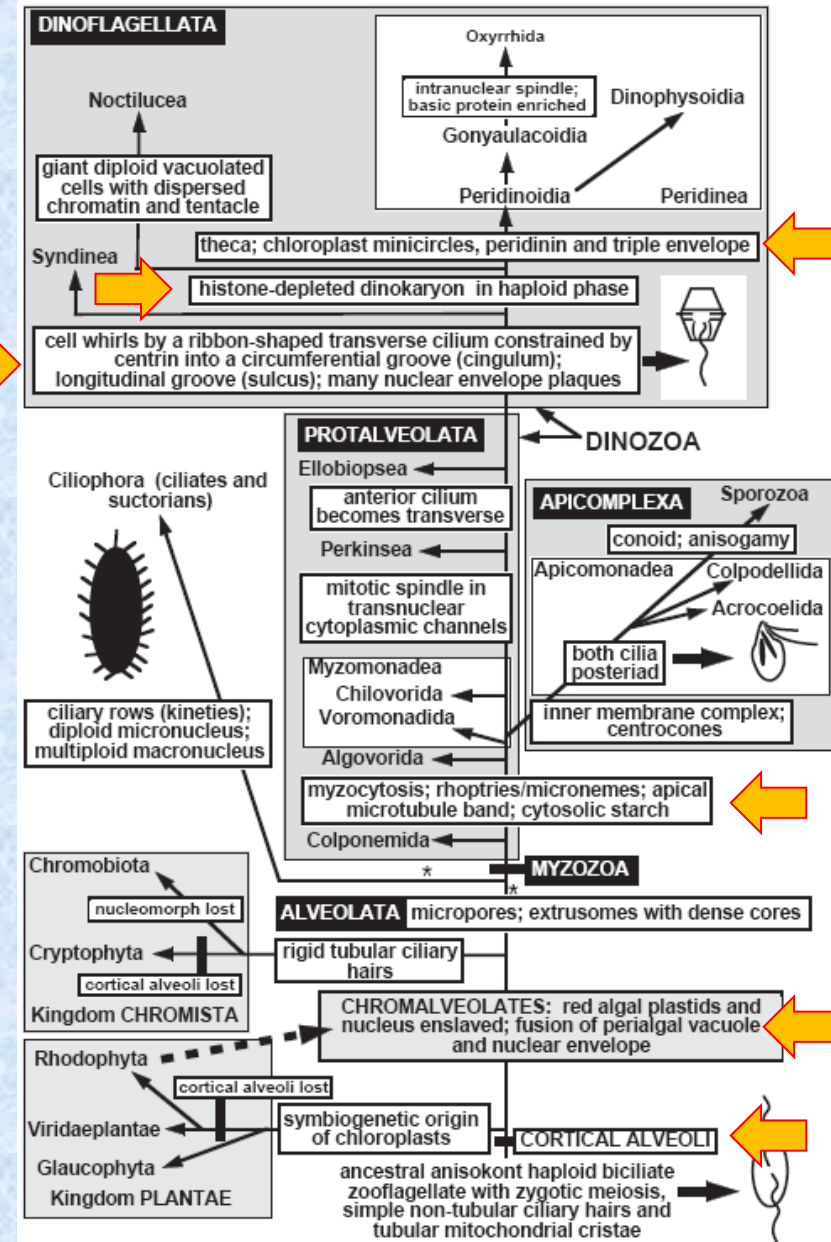 DINOFLAGELLATA
Oxyrrhida
intranuclear spindle;
basic protein enriched
Noctilucea
Dinophysoidia
Gonyaulacoidia
giant diploid vacuolated
cells with dispersed
chromatin and tentacle
Peridinoidia
Peridinea
theca; chloroplast minicircles, peridinin and triple envelope
Syndinea
histone-depleted dinokaryon in haploid phase
cell whirls by a ribbon-shaped transverse cilium constrained by
centrin into a circumferential groove (cingulum);
longitudinal groove (sulcus); many nuclear envelope plaques
PROTALVEOLATA
DINOZOA
Ellobiopsea
Ciliophora (ciliates and
suctorians)
anterior cilium
becomes transverse
Perkinsea
mitotic spindle in
transnuclear
cytoplasmic channels
Myzomonadea
Chilovorida
Voromonadida
Algovorida
APICOMPLEXA
Sporozoa
conoid; anisogamy
Apicomonadea
Colpodellida
Acrocoelida
both cilia
posteriad
inner membrane complex;
centrocones
ciliary rows (kineties);
diploid micronucleus;
multiploid macronucleus
myzocytosis; rhoptries/micronemes; apical
microtubule band; cytosolic starch
Colponemida
*
MYZOZOA
*
Chromobiota
nucleomorph lost
ALVEOLATA micropores; extrusomes with dense cores
Cryptophyta
rigid tubular ciliary
hairs
cortical alveoli lost
Kingdom CHROMISTA
CHROMALVEOLATES: red algal plastids and
nucleus enslaved; fusion of perialgal vacuole
and nuclear envelope
Rhodophyta
cortical alveoli lost
Viridaeplantae
symbiogenetic origin
of chloroplasts
CORTICAL ALVEOLI
Glaucophyta
Kingdom PLANTAE
ancestral anisokont haploid biciliate
zooflagellate with zygotic meiosis,
simple non-tubular ciliary hairs and
tubular mitochondrial cristae